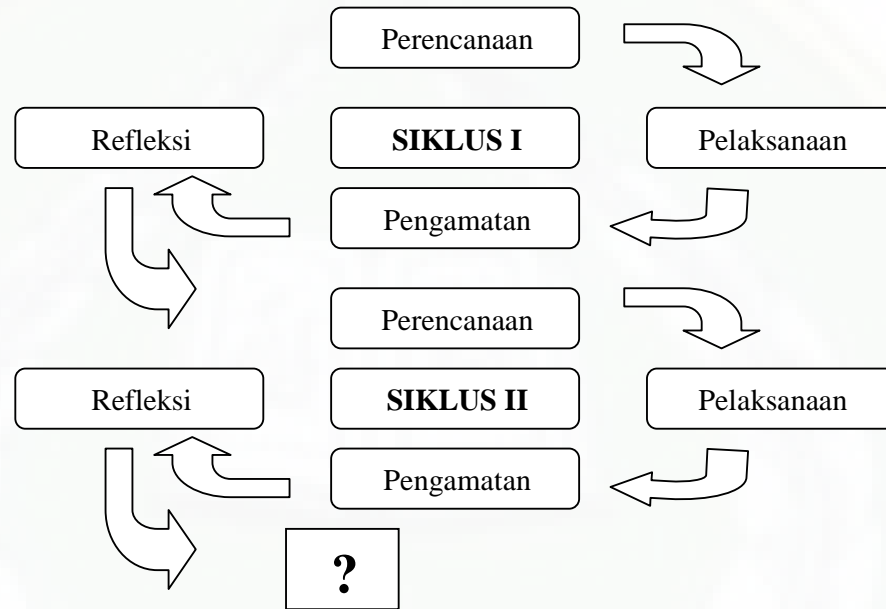 Perencanaan
Refleksi
SIKLUS I
Pelaksanaan
Pengamatan
Perencanaan
Refleksi
SIKLUS II
Pelaksanaan
Pengamatan
?